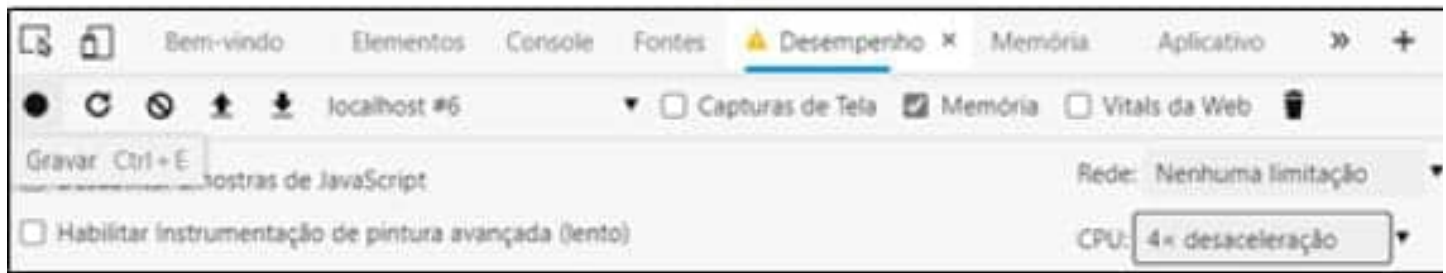 Bem-vindo Elementos Console Fontes Desempenho × Memória Aplicativo » +
localhost #6 Capturas de Tela Memória Vitals da Web
Gravar Ctrl+E
de JavaScript Rede: Nenhuma limitação
Habilitar instrumentação de pintura avançada (lento) CPU: 4× desaceleração